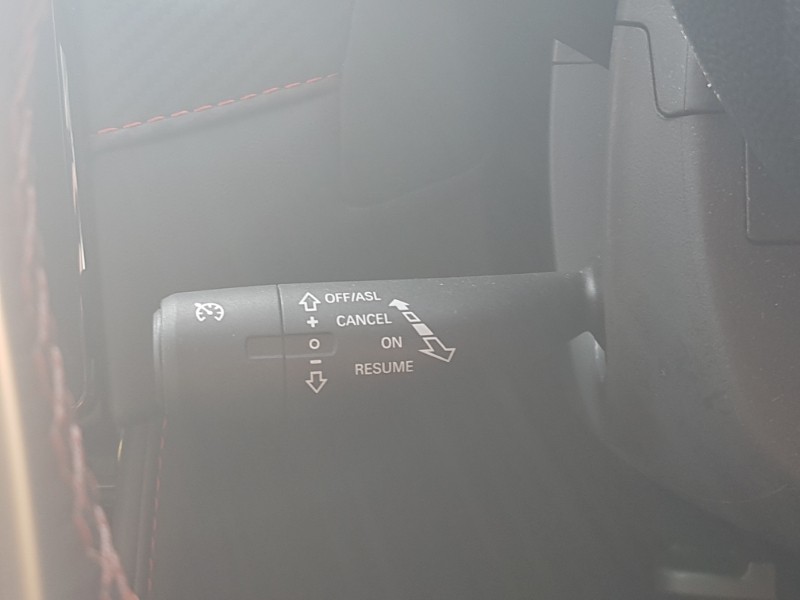 OFF/ASL
+ CANCEL
O ON
- RESUME